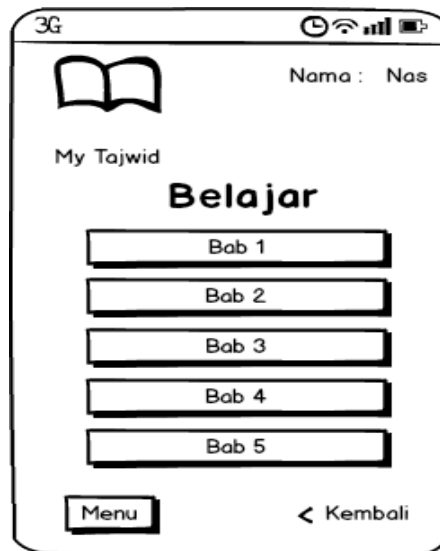 3G
Nama : Nas
My Tajwid
Belajar
Bab 1
Bab 2
Bab 3
Bab 4
Bab 5
Menu < Kembali